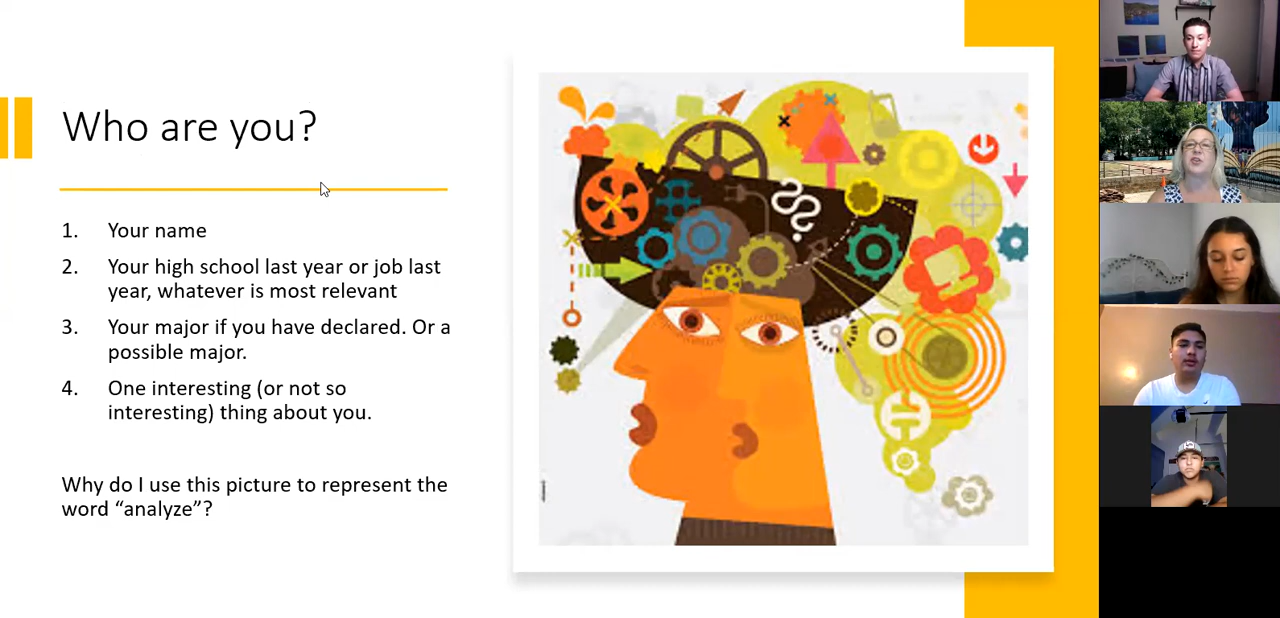 Who are you?
1. Your name
2. Your high school last year or job last
year, whatever is most relevant
3. Your major if you have declared. Or a
possible major.
4. One interesting (or not so
interesting) thing about you.
Why do I use this picture to represent the
word “analyze”?